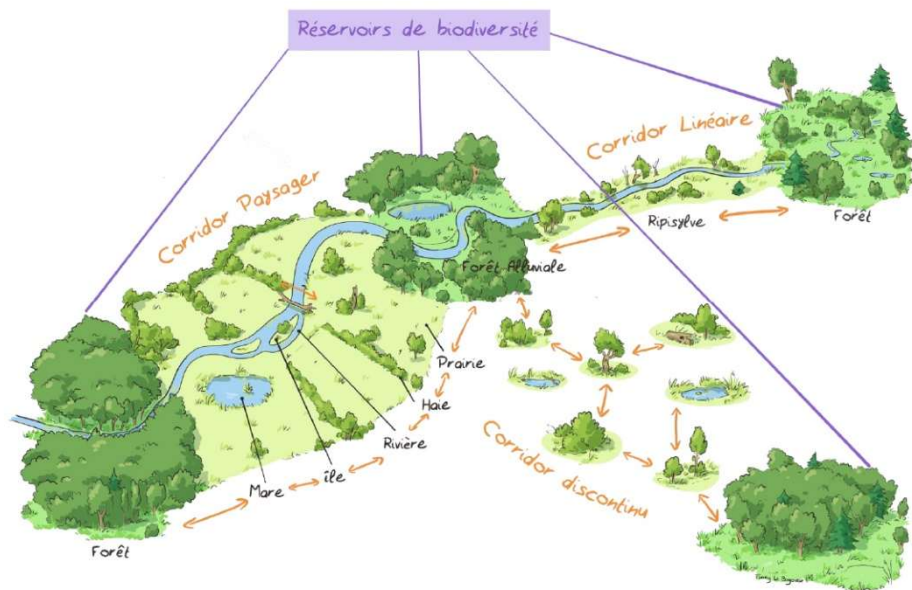 Réservoirs de biodiversité
Corridor Linéaire
Corridor Paysager
Forêt
Ripisylve
Forêt Alluviale
Prairie
Haie
Rivière
île
Mare
Corridor discontinu
Forêt